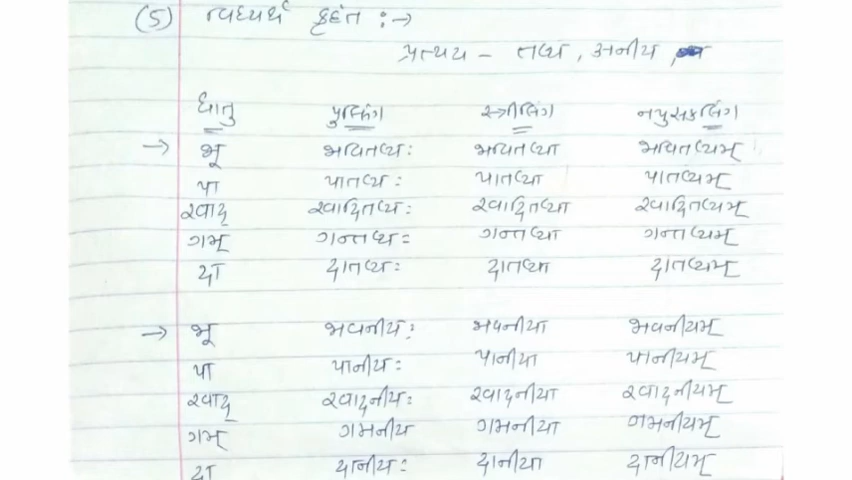 (5) त्वध्यर्थ कृदंत :→
प्रत्यय – तव्य, अनीय,
धातु पुल्लिंग स्त्रीलिंग नपुसकलिंग
→ भू भवितव्यः भवितव्या भवितव्यम्
पा पातव्यः पातव्या पातव्यम्
खाद् खादितव्यः खादितव्या खादितव्यम्
गम् गन्तव्यः गन्तव्या गन्तव्यम्
दा दातव्यः दातव्या दातव्यम्
→ भू भवनीयः भवनीया भवनीयम्
पा पानीयः पानीया पानीयम्
खाद् खादनीयः खादनीया खादनीयम्
गम् गमनीय गमनीया गमनीयम्
दा दानीयः दानीया दानीयम्